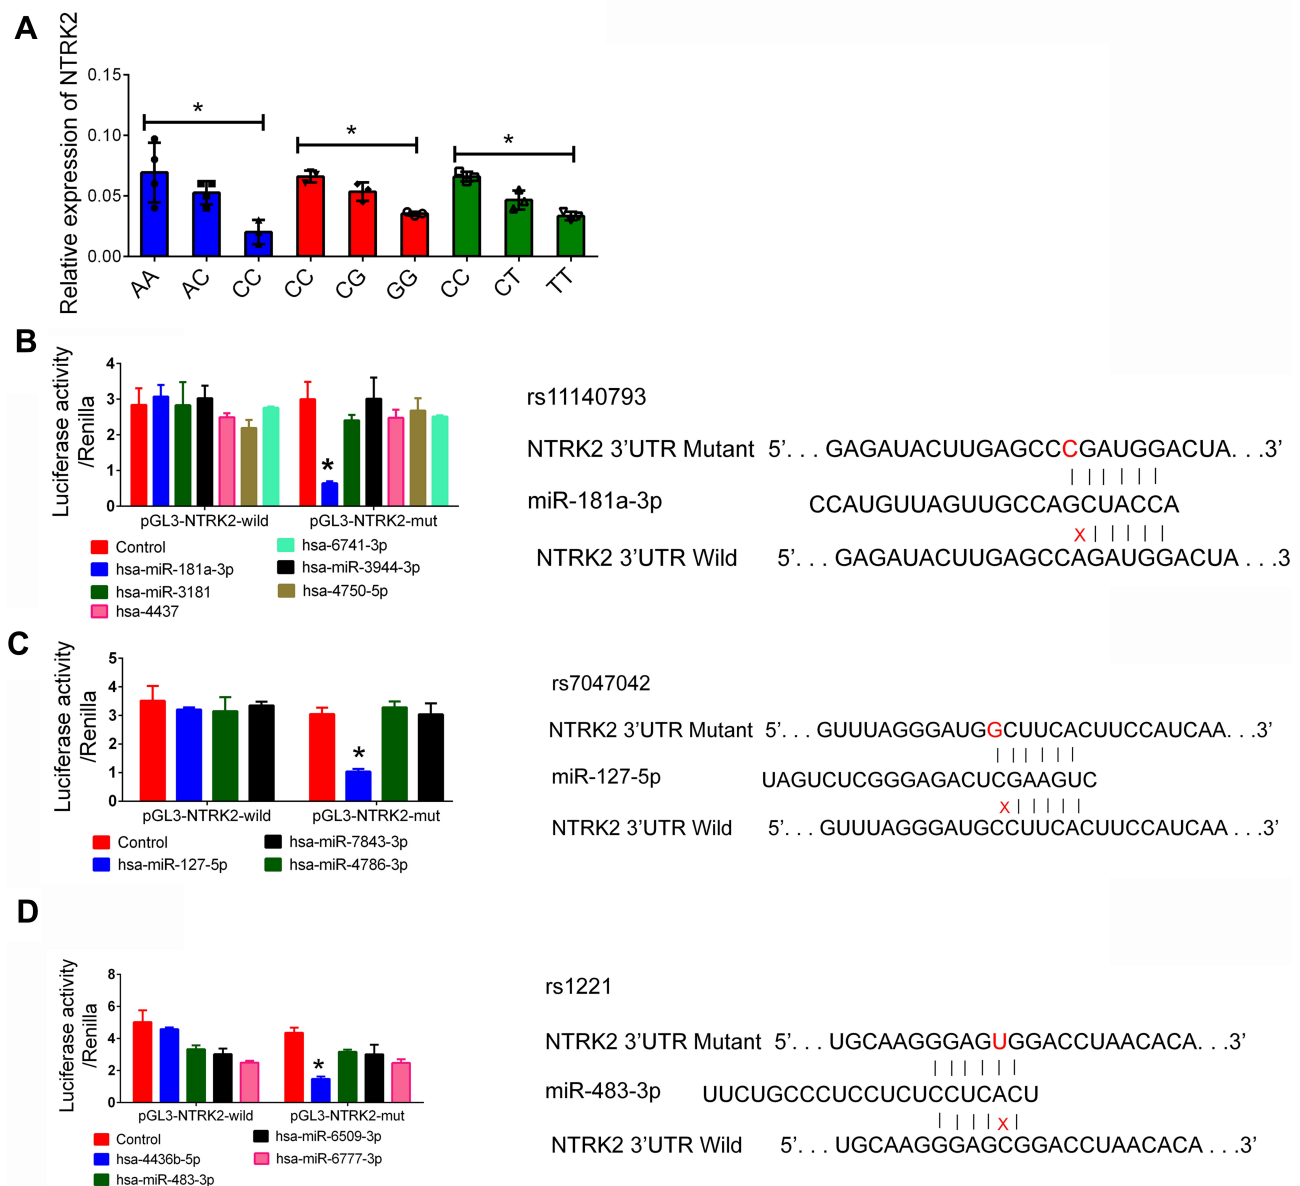 A
Relative expression of NTRK2
0.15
0.10
0.05
0.00
* * *
AA AC CC CC CG GG CC CT TT
B
Luciferase activity
/Renilla
4
3
2
1
0
*
pGL3-NTRK2-wild pGL3-NTRK2-mut
Control
hsa-miR-181a-3p
hsa-miR-3181
hsa-4437
hsa-6741-3p
hsa-miR-3944-3p
hsa-4750-5p
rs11140793
NTRK2 3’UTR Mutant 5’. . . GAGAUACUUGAGCCCGAUGGACUA. . .3’
miR-181a-3p CCAUGUUAGUUGCCAGCUACCA
X
NTRK2 3’UTR Wild 5’. . . GAGAUACUUGAGCCAGAUGGACUA . . .3
C
Luciferase activity
/Renilla
5
4
3
2
1
0
*
pGL3-NTRK2-wild pGL3-NTRK2-mut
Control
hsa-miR-127-5p
hsa-miR-7843-3p
hsa-miR-4786-3p
rs7047042
NTRK2 3’UTR Mutant 5’. . . GUUUAGGGAUGGCUUCACUUCCAUCAA. . .3’
miR-127-5p UAGUCUCGGGAGACUCGAAGUC
X
NTRK2 3’UTR Wild 5’. . . GUUUAGGGAUGCCUUCACUUCCAUCAA . . .3’
D
Luciferase activity
/Renilla
8
6
4
2
0
*
pGL3-NTRK2-wild pGL3-NTRK2-mut
Control
hsa-4436b-5p
hsa-miR-483-3p
hsa-miR-6509-3p
hsa-miR-6777-3p
rs1221
NTRK2 3’UTR Mutant 5’. . . UGCAAGGGAGUGGACCUAACACA. . .3’
miR-483-3p UUCUGCCCUCCUCUCCUCACU
X
NTRK2 3’UTR Wild 5’. . . UGCAAGGGAGCGGACCUAACACA . . .3’